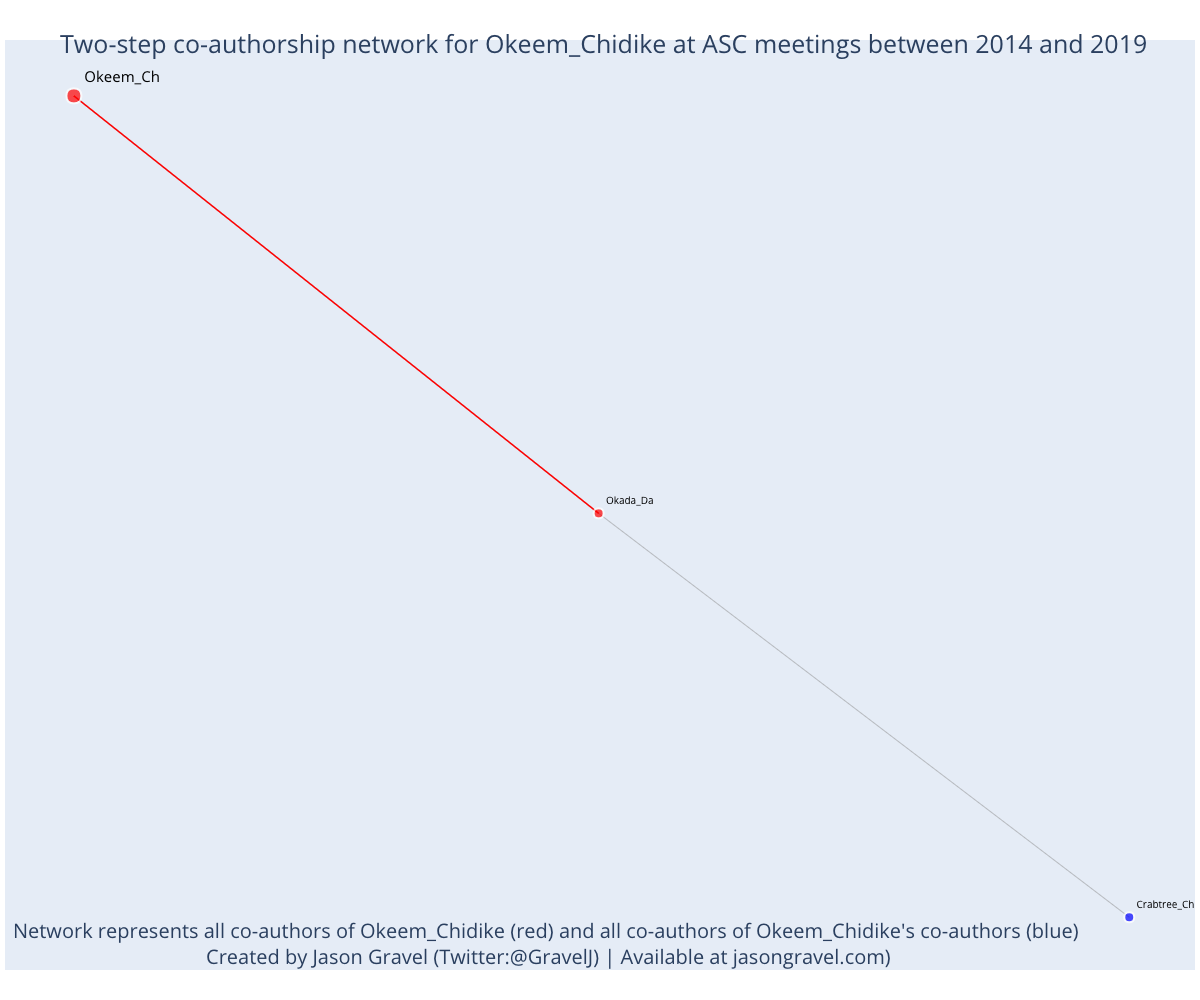 Two-step co-authorship network for Okeem_Chidike at ASC meetings between 2014 and 2019
Okeem_Ch
Okada_Da
Crabtree_Ch
Network represents all co-authors of Okeem_Chidike (red) and all co-authors of Okeem_Chidike's co-authors (blue)
Created by Jason Gravel (Twitter:@GravelJ) | Available at jasongravel.com)